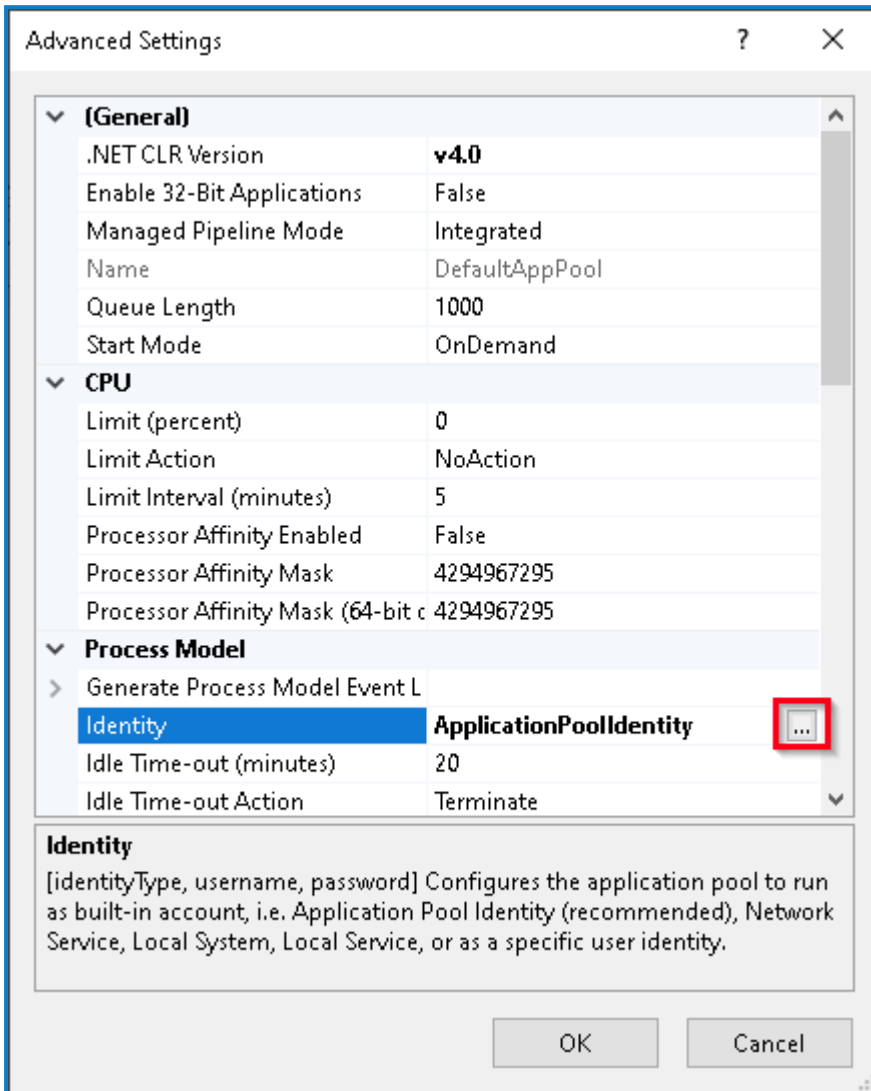 Advanced Settings ? ×
(General)
.NET CLR Version v4.0
Enable 32-Bit Applications False
Managed Pipeline Mode Integrated
Name DefaultAppPool
Queue Length 1000
Start Mode OnDemand
CPU
Limit (percent) 0
Limit Action NoAction
Limit Interval (minutes) 5
Processor Affinity Enabled False
Processor Affinity Mask 4294967295
Processor Affinity Mask (64-bit c 4294967295
Process Model
Generate Process Model Event L
Identity ApplicationPoolIdentity ...
Idle Time-out (minutes) 20
Idle Time-out Action Terminate
Identity
[identityType, username, password] Configures the application pool to run
as built-in account, i.e. Application Pool Identity (recommended), Network
Service, Local System, Local Service, or as a specific user identity.
OK Cancel